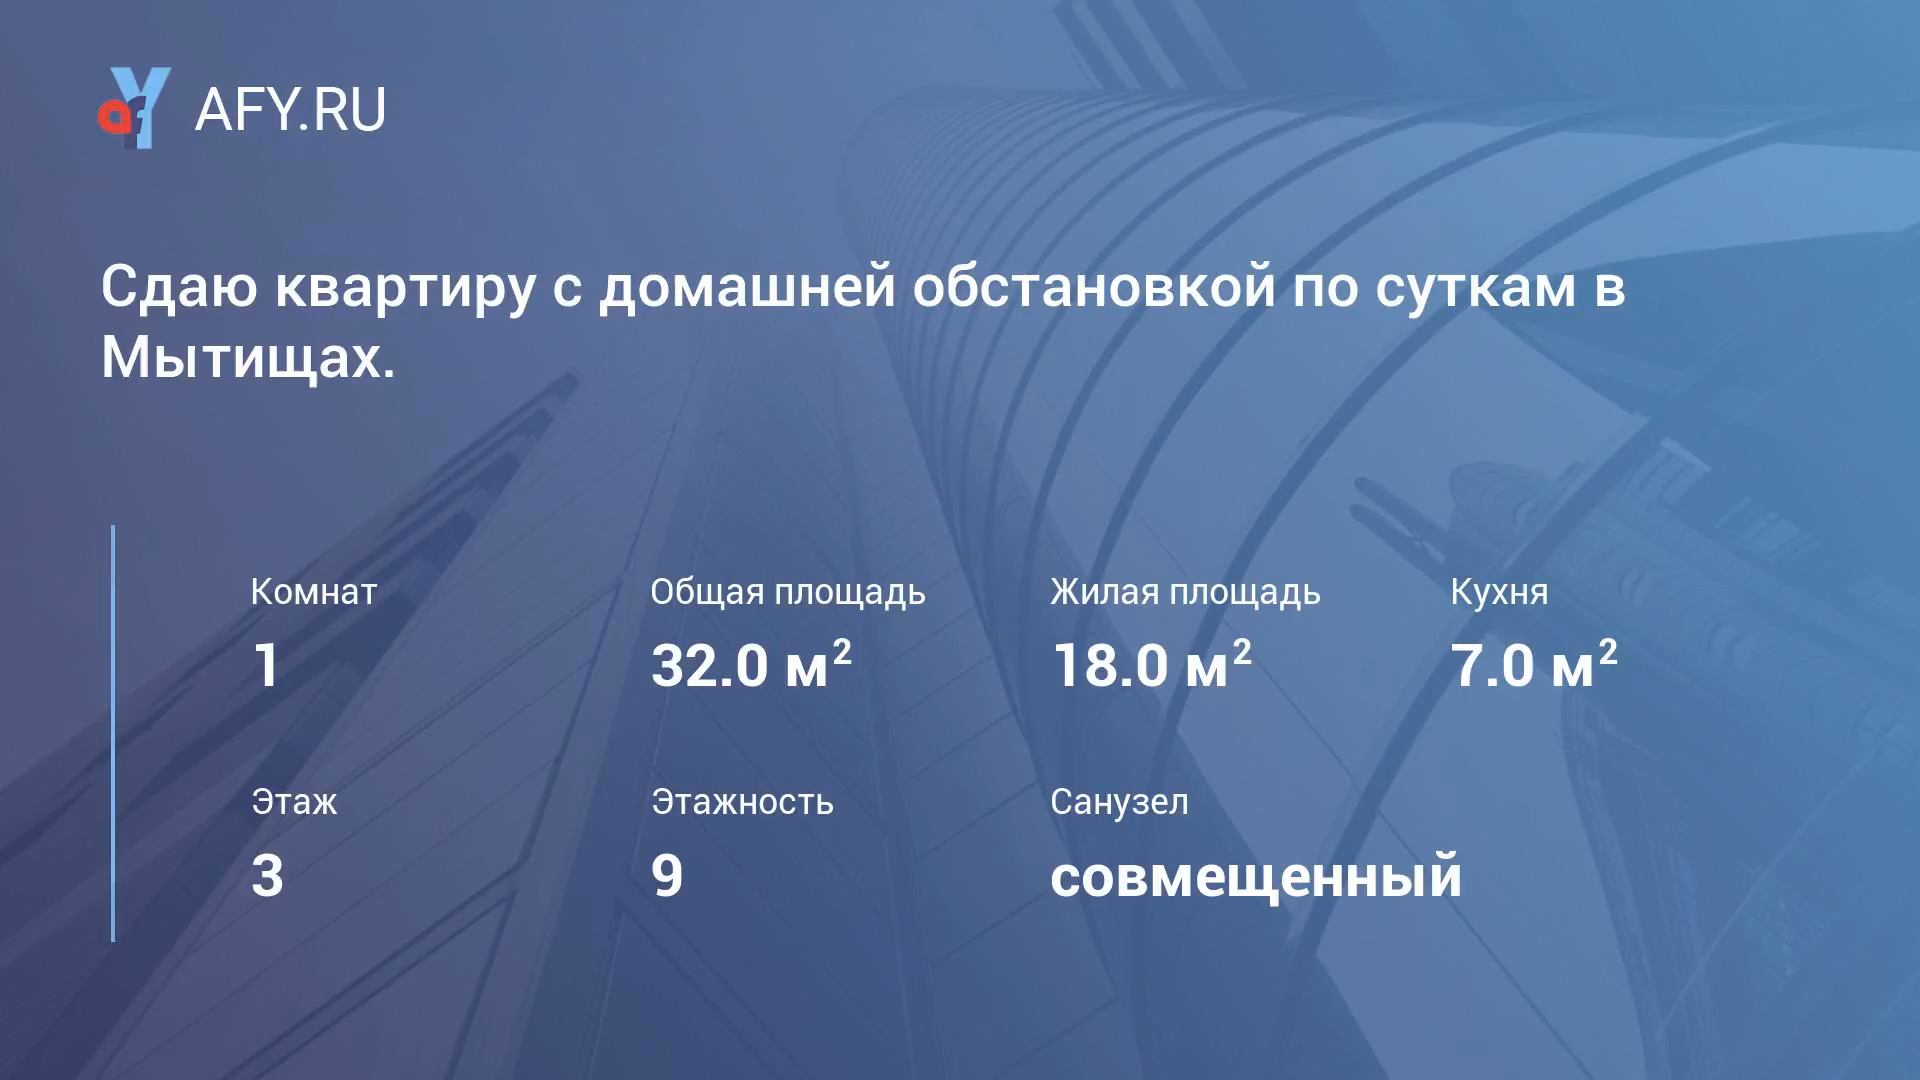 AFY.RU
Сдаю квартиру с домашней обстановкой по суткам в
Мытищах.
Комнат
Общая площадь
Жилая площадь
Кухня
1
32.0 м²
18.0 м²
7.0 м²
Этаж
Этажность
Санузел
3
9
совмещенный